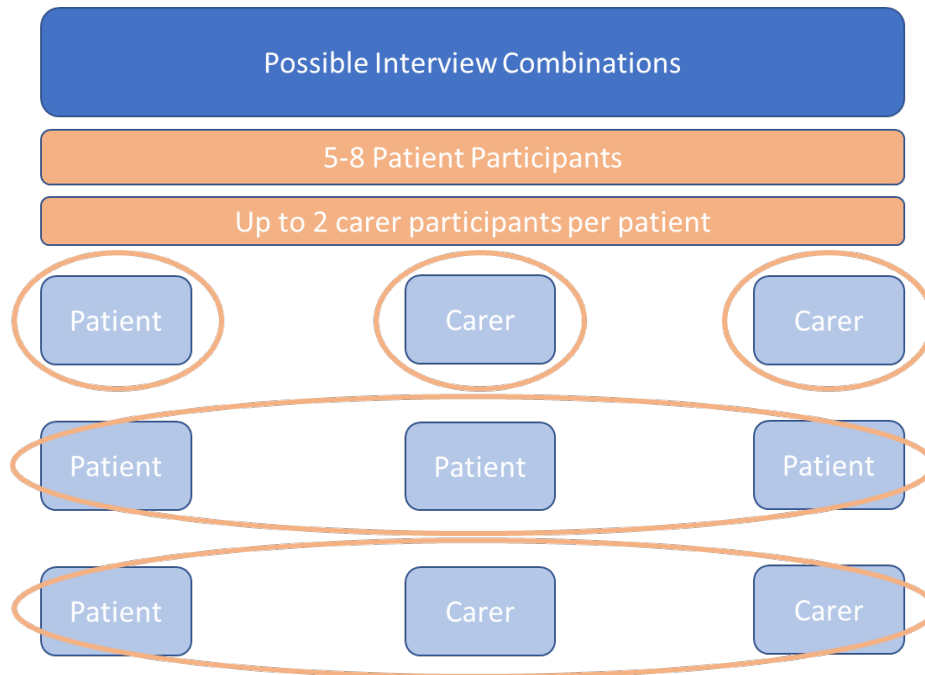 Possible Interview Combinations
5-8 Patient Participants
Up to 2 carer participants per patient
Patient
Carer
Carer
Patient
Patient
Patient
Patient
Carer
Carer